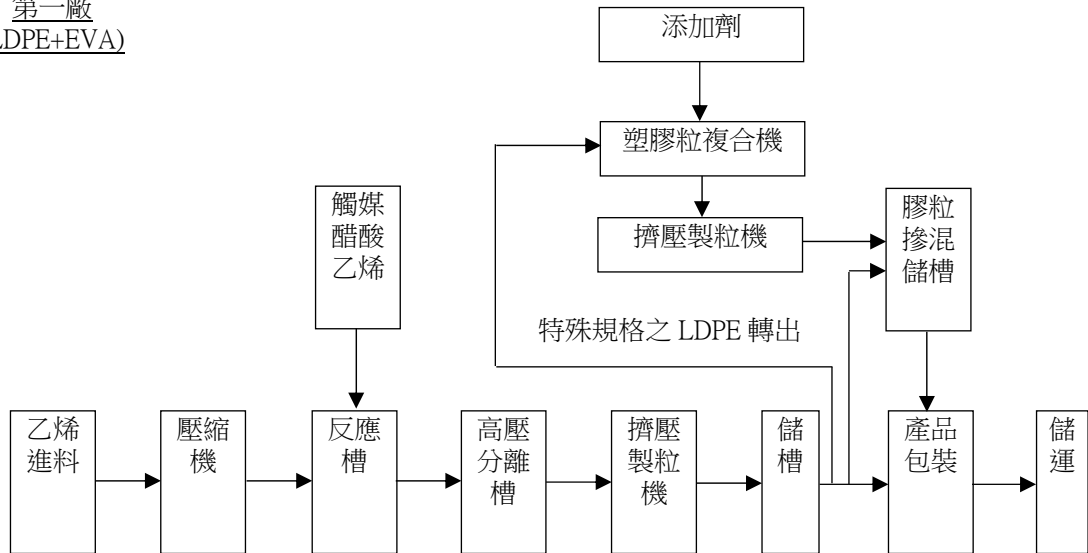 第一廠
LDPE+EVA)
添加劑
塑膠粒複合機
觸媒
醋酸
乙烯
擠壓製粒機
膠粒
摻混
儲槽
特殊規格之 LDPE 轉出
乙烯
進料
壓縮
機
反應
槽
高壓
分離
槽
擠壓
製粒
機
儲
槽
產品
包裝
儲
運